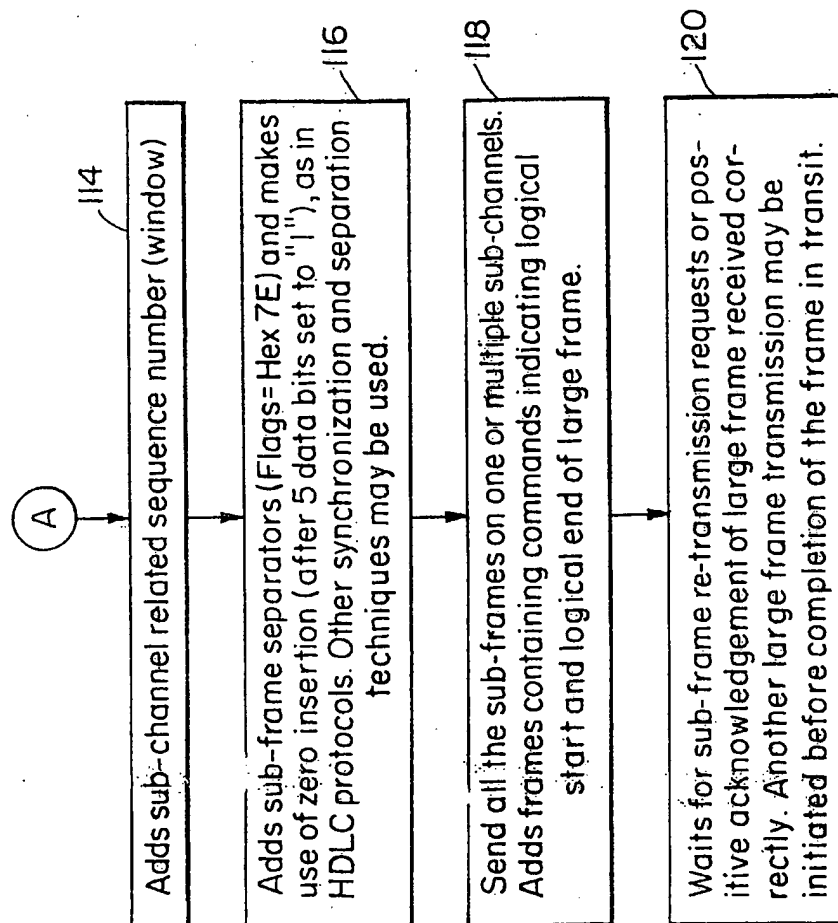 A
114
Adds sub-channel related sequence number (window)
116
Adds sub-frame separators (Flags= Hex 7E) and makes
use of zero insertion (after 5 data bits set to "1"), as in
HDLC protocols. Other synchronization and separation
techniques may be used.
118
Send all the sub-frames on one or multiple sub-channels.
Adds frames containing commands indicating logical
start and logical end of large frame.
120
Waits for sub-frame re-transmission requests or pos-
itive acknowledgement of large frame received cor-
rectly. Another large frame transmission may be
initiated before completion of the frame in transit.